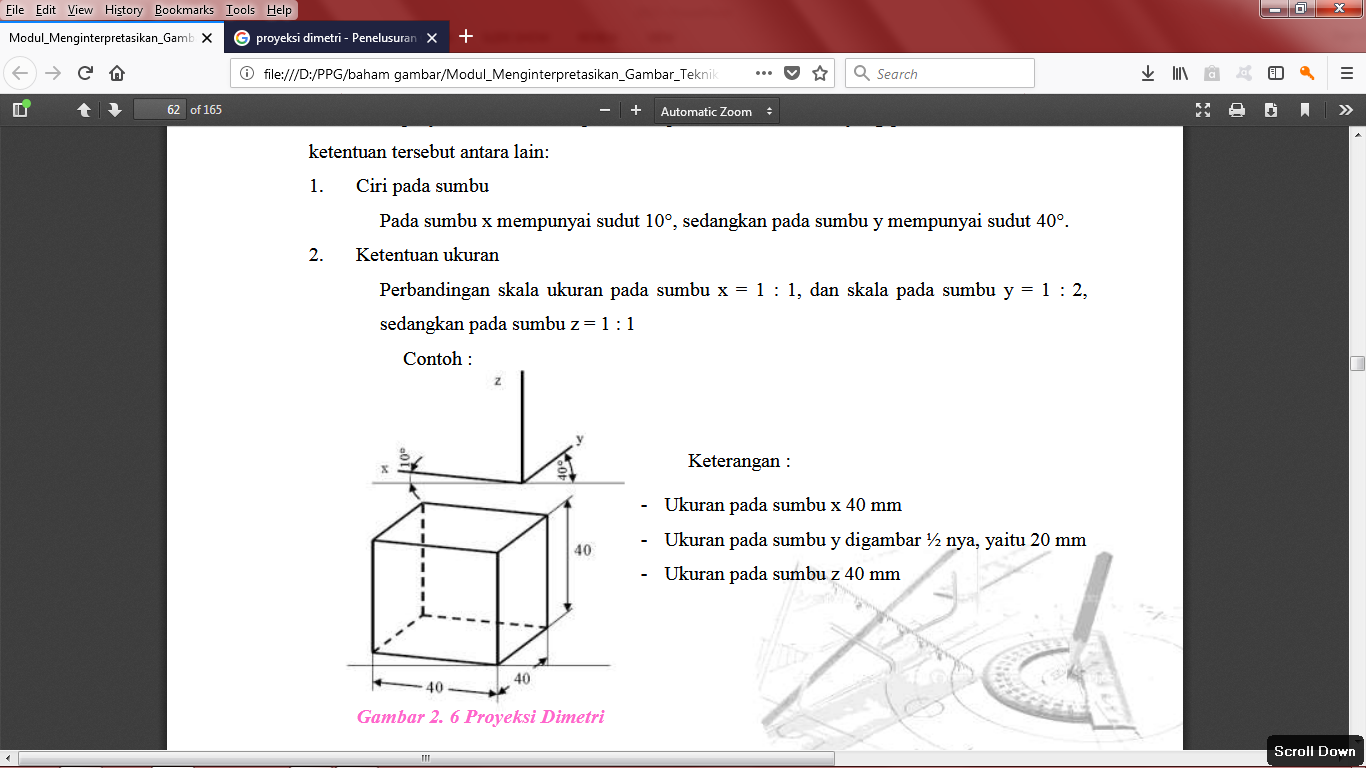 File Edit View History Bookmarks Tools Help
Modul_Menginterpretasikan_Gamb
proyeksi dimetri - Penelusuran
file:///D:/PPG/baham gambar/Modul_Menginterpretasikan_Gambar_Teknik
Search
62 of 165
Automatic Zoom
ketentuan tersebut antara lain:
1. Ciri pada sumbu
Pada sumbu x mempunyai sudut 10°, sedangkan pada sumbu y mempunyai sudut 40°.
2. Ketentuan ukuran
Perbandingan skala ukuran pada sumbu x = 1 : 1, dan skala pada sumbu y = 1 : 2,
sedangkan pada sumbu z = 1 : 1
Contoh :
z
y
x
10°
40°
40
40
40
Keterangan :
- Ukuran pada sumbu x 40 mm
- Ukuran pada sumbu y digambar ½ nya, yaitu 20 mm
- Ukuran pada sumbu z 40 mm
Gambar 2. 6 Proyeksi Dimetri
Scroll Down